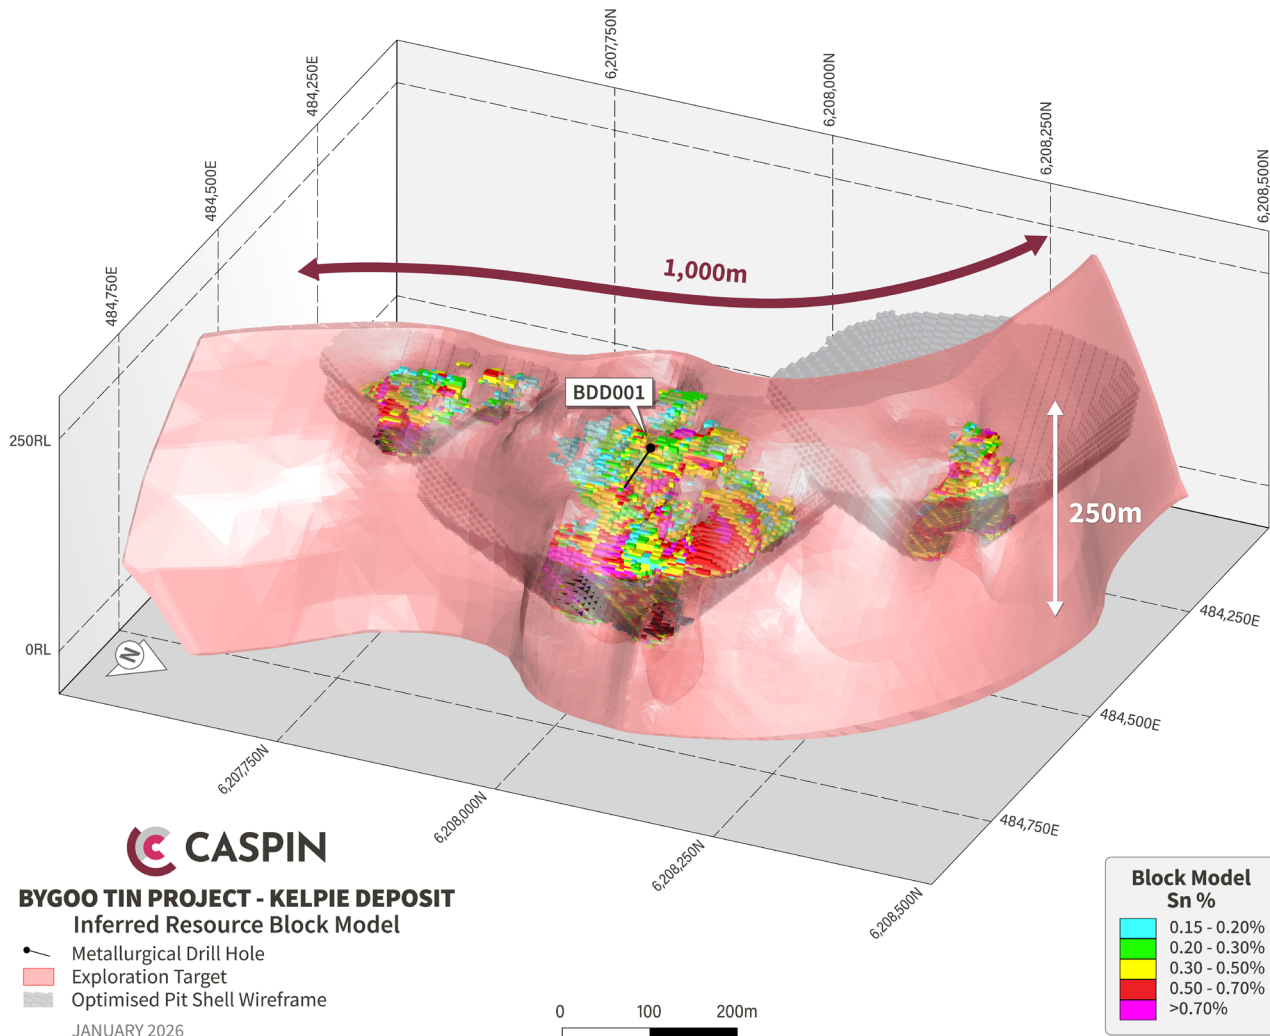 6,207,750N
6,208,000N
6,208,250N
6,208,500N
484,250E
484,500E
484,750E
1,000m
BDD001
250m
250RL
0RL
N
484,250E
484,500E
484,750E
6,207,750N
6,208,000N
6,208,250N
6,208,500N
CASPIN
BYGOO TIN PROJECT - KELPIE DEPOSIT
Inferred Resource Block Model
Metallurgical Drill Hole
Exploration Target
Optimised Pit Shell Wireframe
JANUARY 2026
0 100 200m
Block Model
Sn %
0.15 - 0.20%
0.20 - 0.30%
0.30 - 0.50%
0.50 - 0.70%
>0.70%